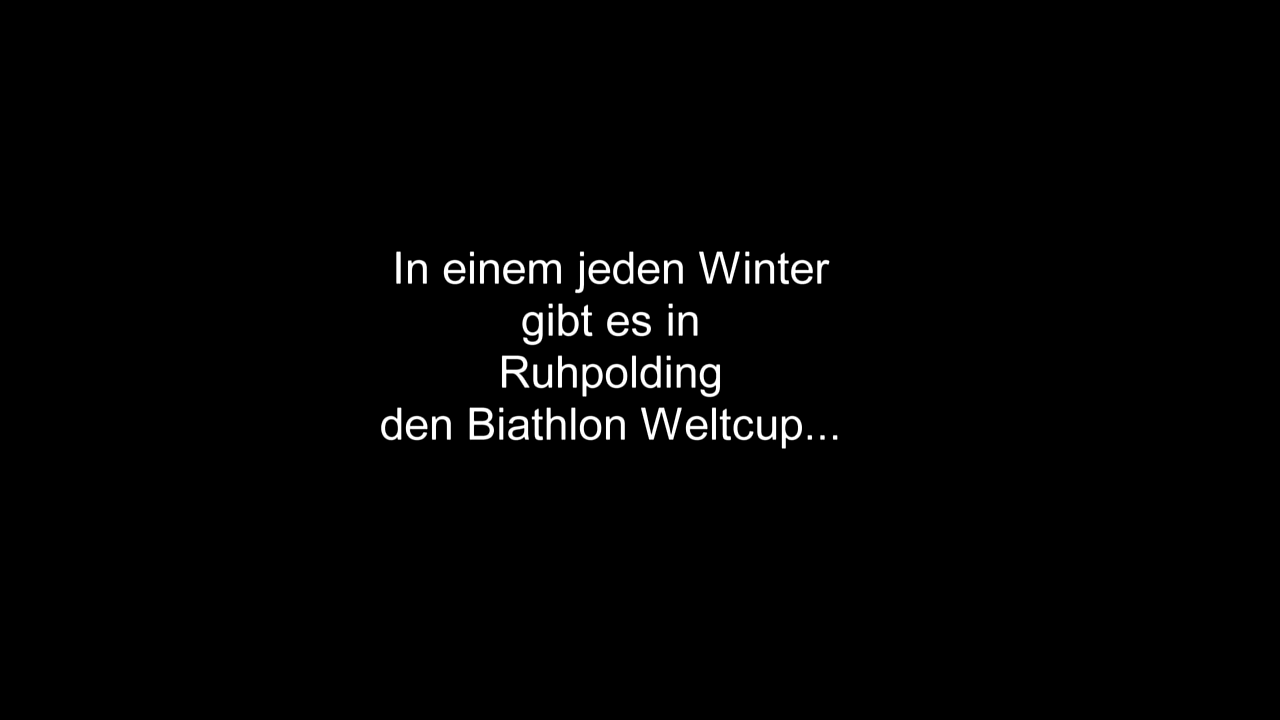 In einem jeden Winter
gibt es in
Ruhpolding
den Biathlon Weltcup...